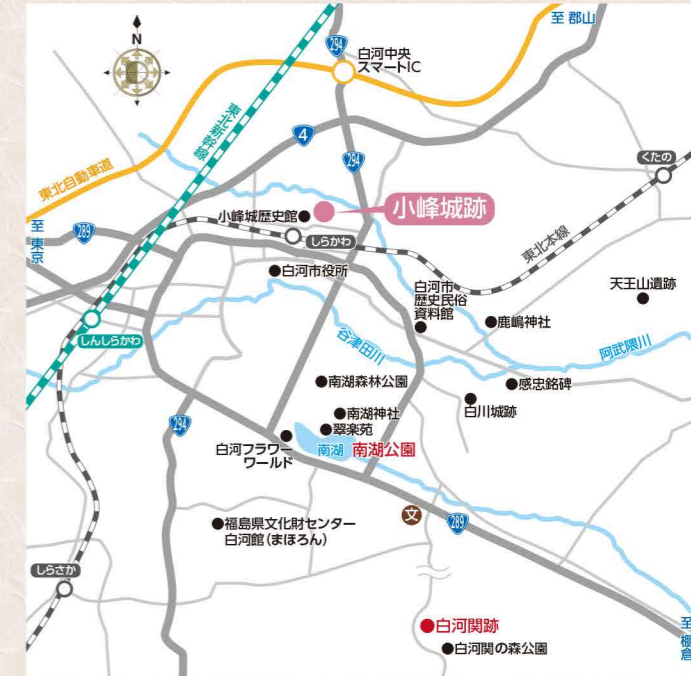 至 郡山
N
294
白河中央
スマートIC
東北新幹線
4
294
くたの
東北自動車道
小峰城歴史館
小峰城跡
至 東京
289
しらかわ
東北本線
白河市役所
天王山遺跡
白河市
歴史民俗
資料館
鹿嶋神社
しんしらかわ
谷津田川
阿武隈川
南湖森林公園
感忠銘碑
白川城跡
南湖神社
翠楽苑
294
白河フラワー
ワールド
南湖
南湖公園
文
289
福島県文化財センター
白河館(まほろん)
しらさか
白河関跡
至 棚倉
白河関の森公園